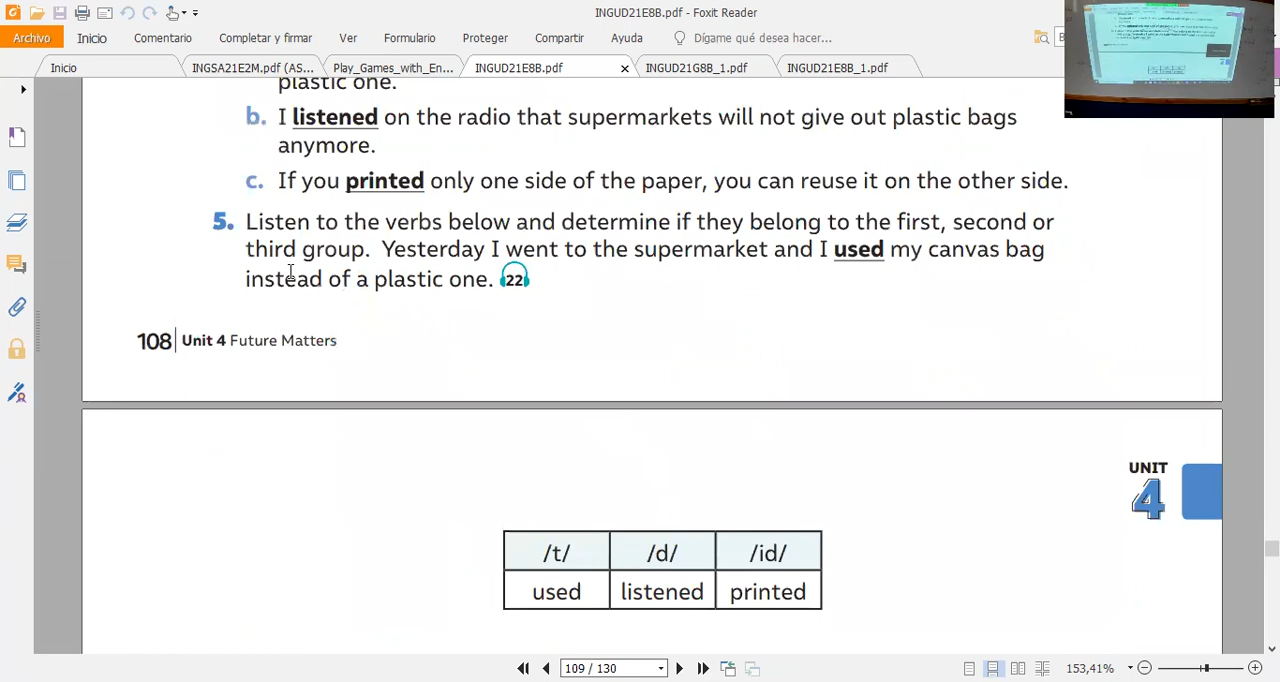 INGUD21E8B.pdf - Foxit Reader
Archivo Inicio Comentario Completar y firmar Ver Formulario Compartir Ayuda Dígame qué desea hacer...
Inicio INGSA21E2M.pdf (AS... Play_Games_with_En... INGUD21E8B.pdf INGUD21G8B_1.pdf INGUD21E8B_1.pdf
plastic one.
b. I listened on the radio that supermarkets will not give out plastic bags
anymore.
c. If you printed only one side of the paper, you can reuse it on the other side.
5. Listen to the verbs below and determine if they belong to the first, second or
third group. Yesterday I went to the supermarket and I used my canvas bag
instead of a plastic one. 22
108 Unit 4 Future Matters
UNIT
4
/t/ /d/ /id/
used listened printed
109 / 130 153,41%